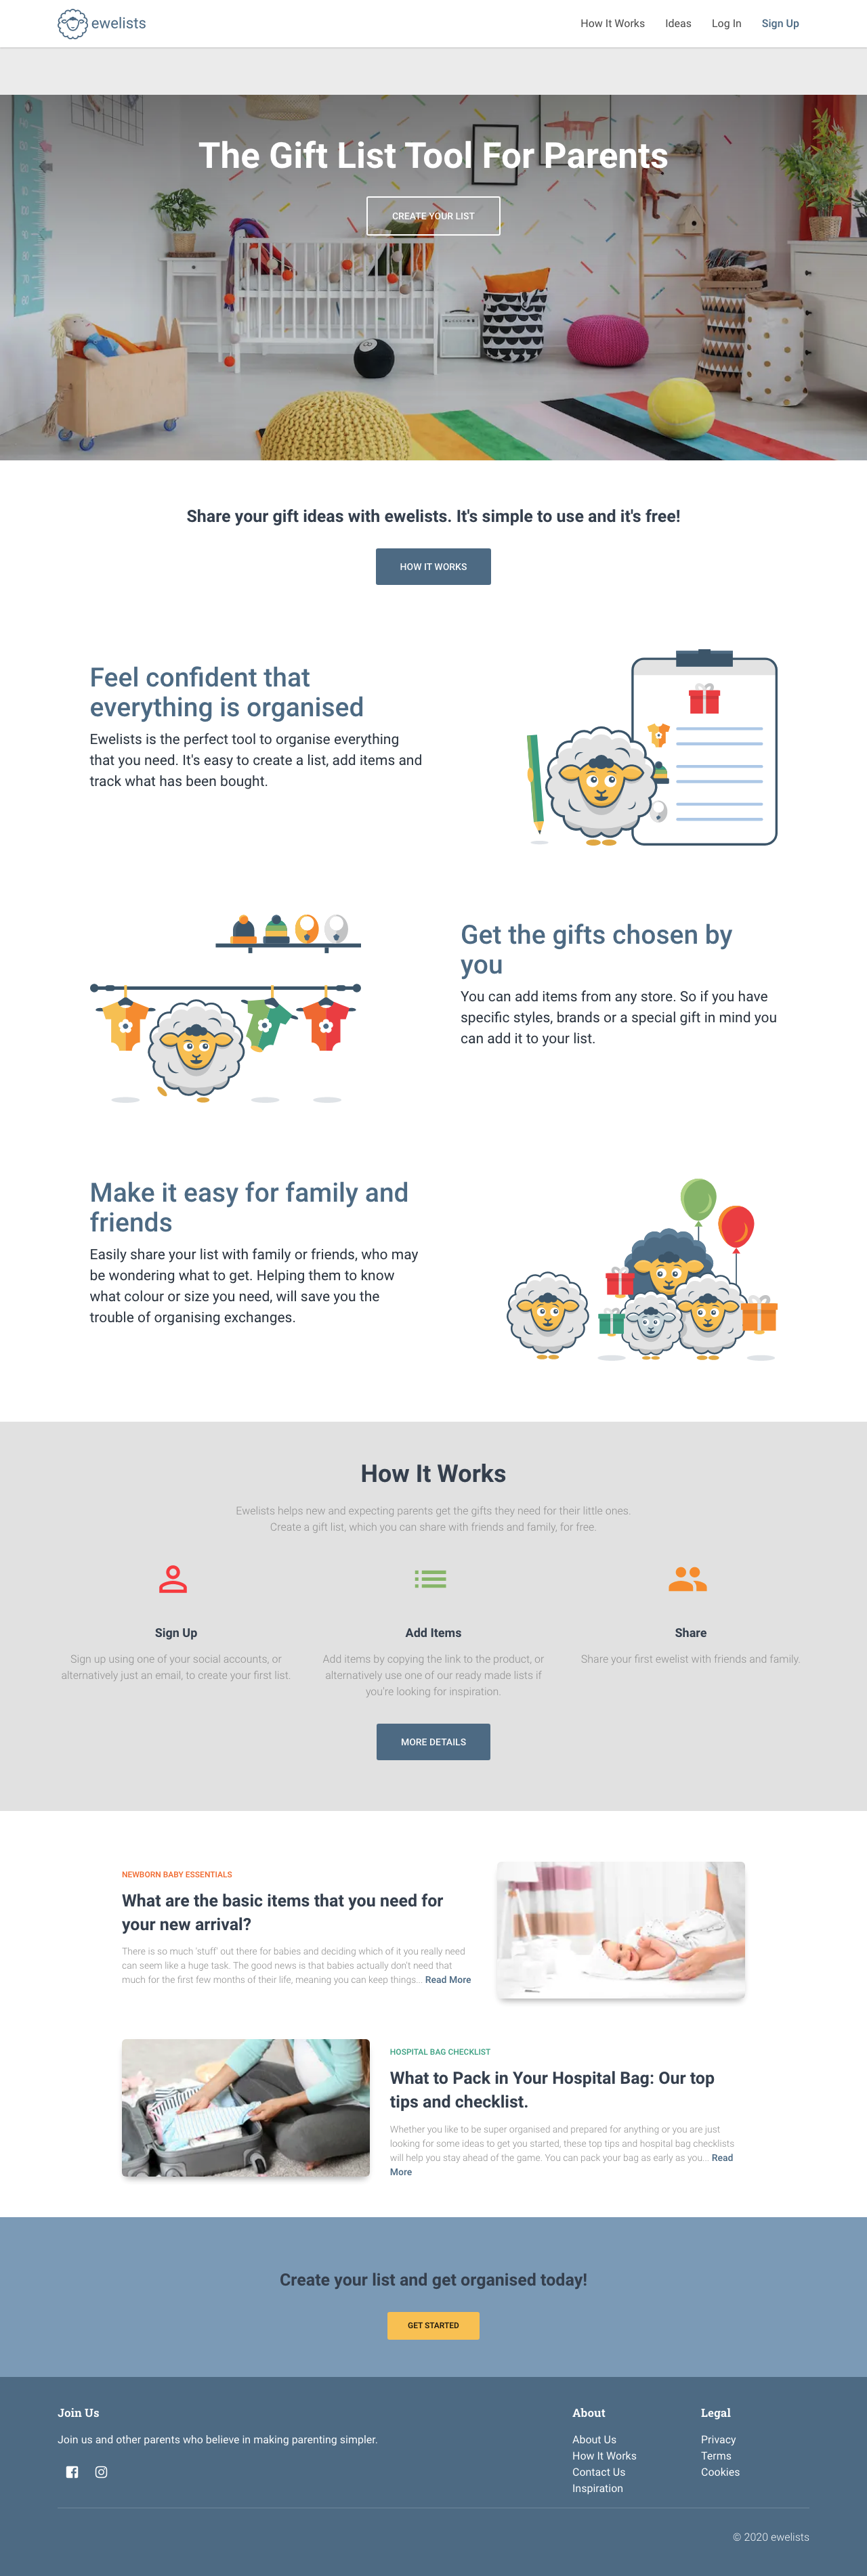 ewelists
How It Works Ideas Log In Sign Up
The Gift List Tool For Parents
CREATE YOUR LIST
Share your gift ideas with ewelists. It's simple to use and it's free!
HOW IT WORKS
Feel confident that
everything is organised
Ewelists is the perfect tool to organise everything
that you need. It's easy to create a list, add items and
track what has been bought.
Get the gifts chosen by
you
You can add items from any store. So if you have
specific styles, brands or a special gift in mind you
can add it to your list.
Make it easy for family and
friends
Easily share your list with family or friends, who may
be wondering what to get. Helping them to know
what colour or size you need, will save you the
trouble of organising exchanges.
How It Works
Ewelists helps new and expecting parents get the gifts they need for their little ones.
Create a gift list, which you can share with friends and family, for free.
Sign Up
Sign up using one of your social accounts, or
alternatively just an email, to create your first list.
Add Items
Add items by copying the link to the product, or
alternatively use one of our ready made lists if
you're looking for inspiration.
Share
Share your first ewelist with friends and family.
MORE DETAILS
NEWBORN BABY ESSENTIALS
What are the basic items that you need for
your new arrival?
There is so much 'stuff' out there for babies and deciding which of it you really need
can seem like a huge task. The good news is that babies actually don't need that
much for the first few months of their life, meaning you can keep things... Read More
HOSPITAL BAG CHECKLIST
What to Pack in Your Hospital Bag: Our top
tips and checklist.
Whether you like to be super organised and prepared for anything or you are just
looking for some ideas to get you started, these top tips and hospital bag checklists
will help you stay ahead of the game. You can pack your bag as early as you... Read
More
Create your list and get organised today!
GET STARTED
Join Us
Join us and other parents who believe in making parenting simpler.
About
About Us
How It Works
Contact Us
Inspiration
Legal
Privacy
Terms
Cookies
© 2020 ewelists